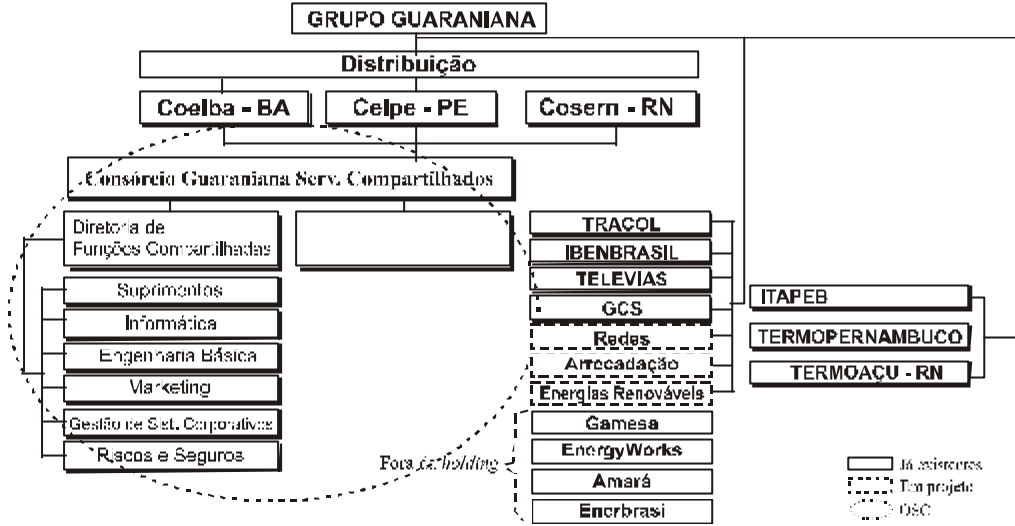 GRUPO GUARANIANA
Distribuição
Coelba - BA
Celpe - PE
Cosern - RN
Consórcio Guaraniana Serv. Compartilhados
Diretoria de
Funções Compartilhadas
Suprimentos
Informática
Engenharia Básica
Marketing
Gestão de Sist. Corporativos
Riscos e Seguros
TRACOL
IBENBRASIL
TELEVIAS
GCS
Redes
Arrecadação
Energias Renováveis
Gamesa
EnergyWorks
Amará
Enerbrasi
Fora da holding
ITAPEB
TERMOPERNAMBUCO
TERMOAÇU - RN
Já existentes
Em projeto
OSC